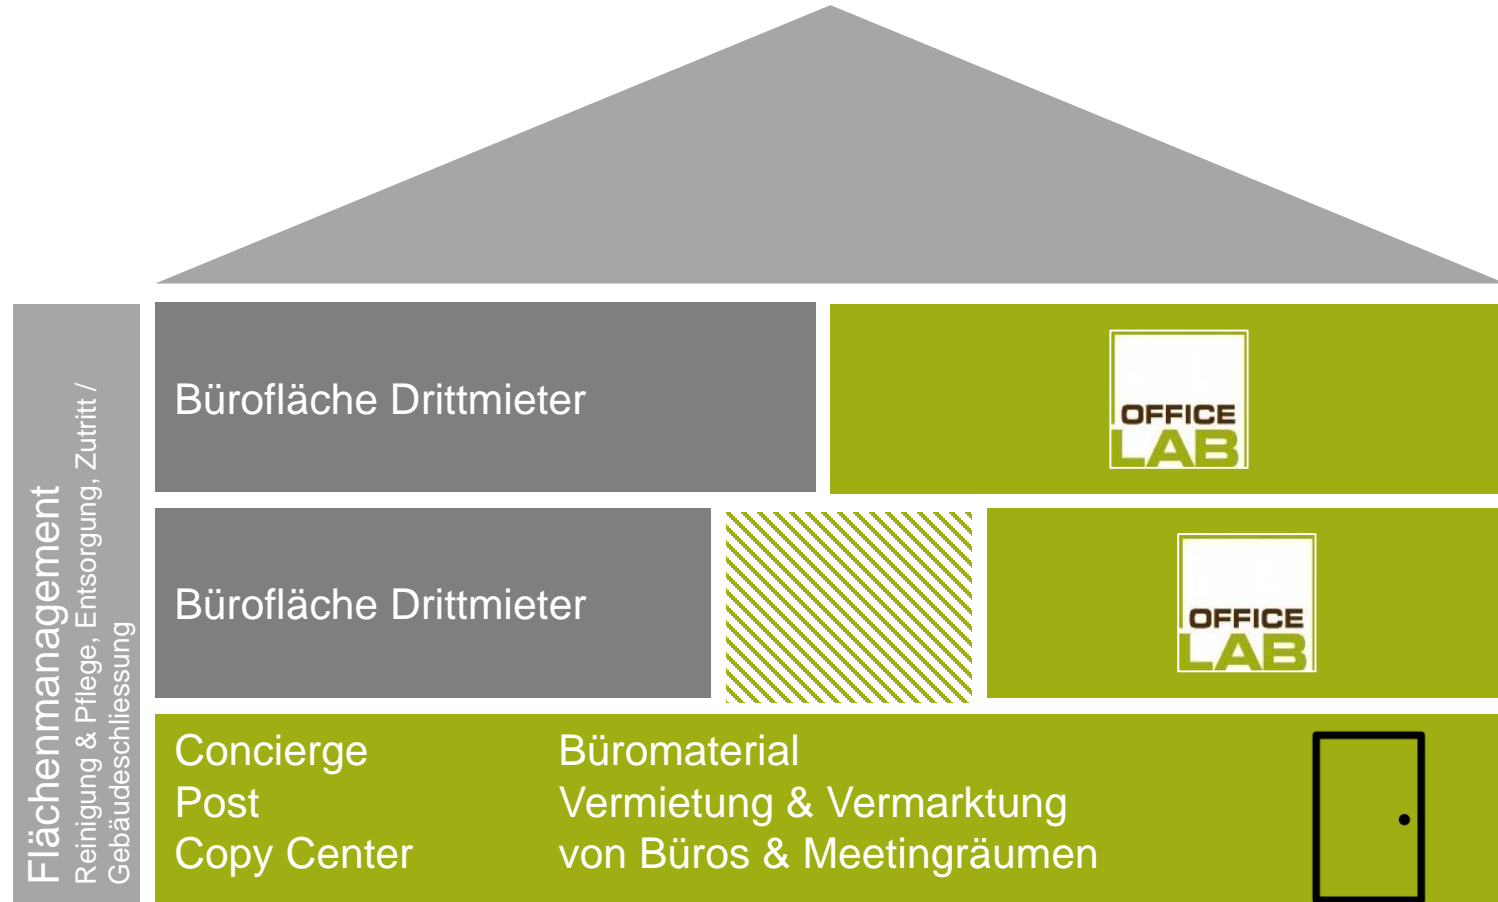 Bürofläche Drittmieter
OFFICE
LAB
Bürofläche Drittmieter
OFFICE
LAB
Flächenmanagement
Reinigung & Pflege, Entsorgung, Zutritt /
Gebäudeschliessung
Concierge
Post
Copy Center
Büromaterial
Vermietung & Vermarktung
von Büros & Meetingräumen